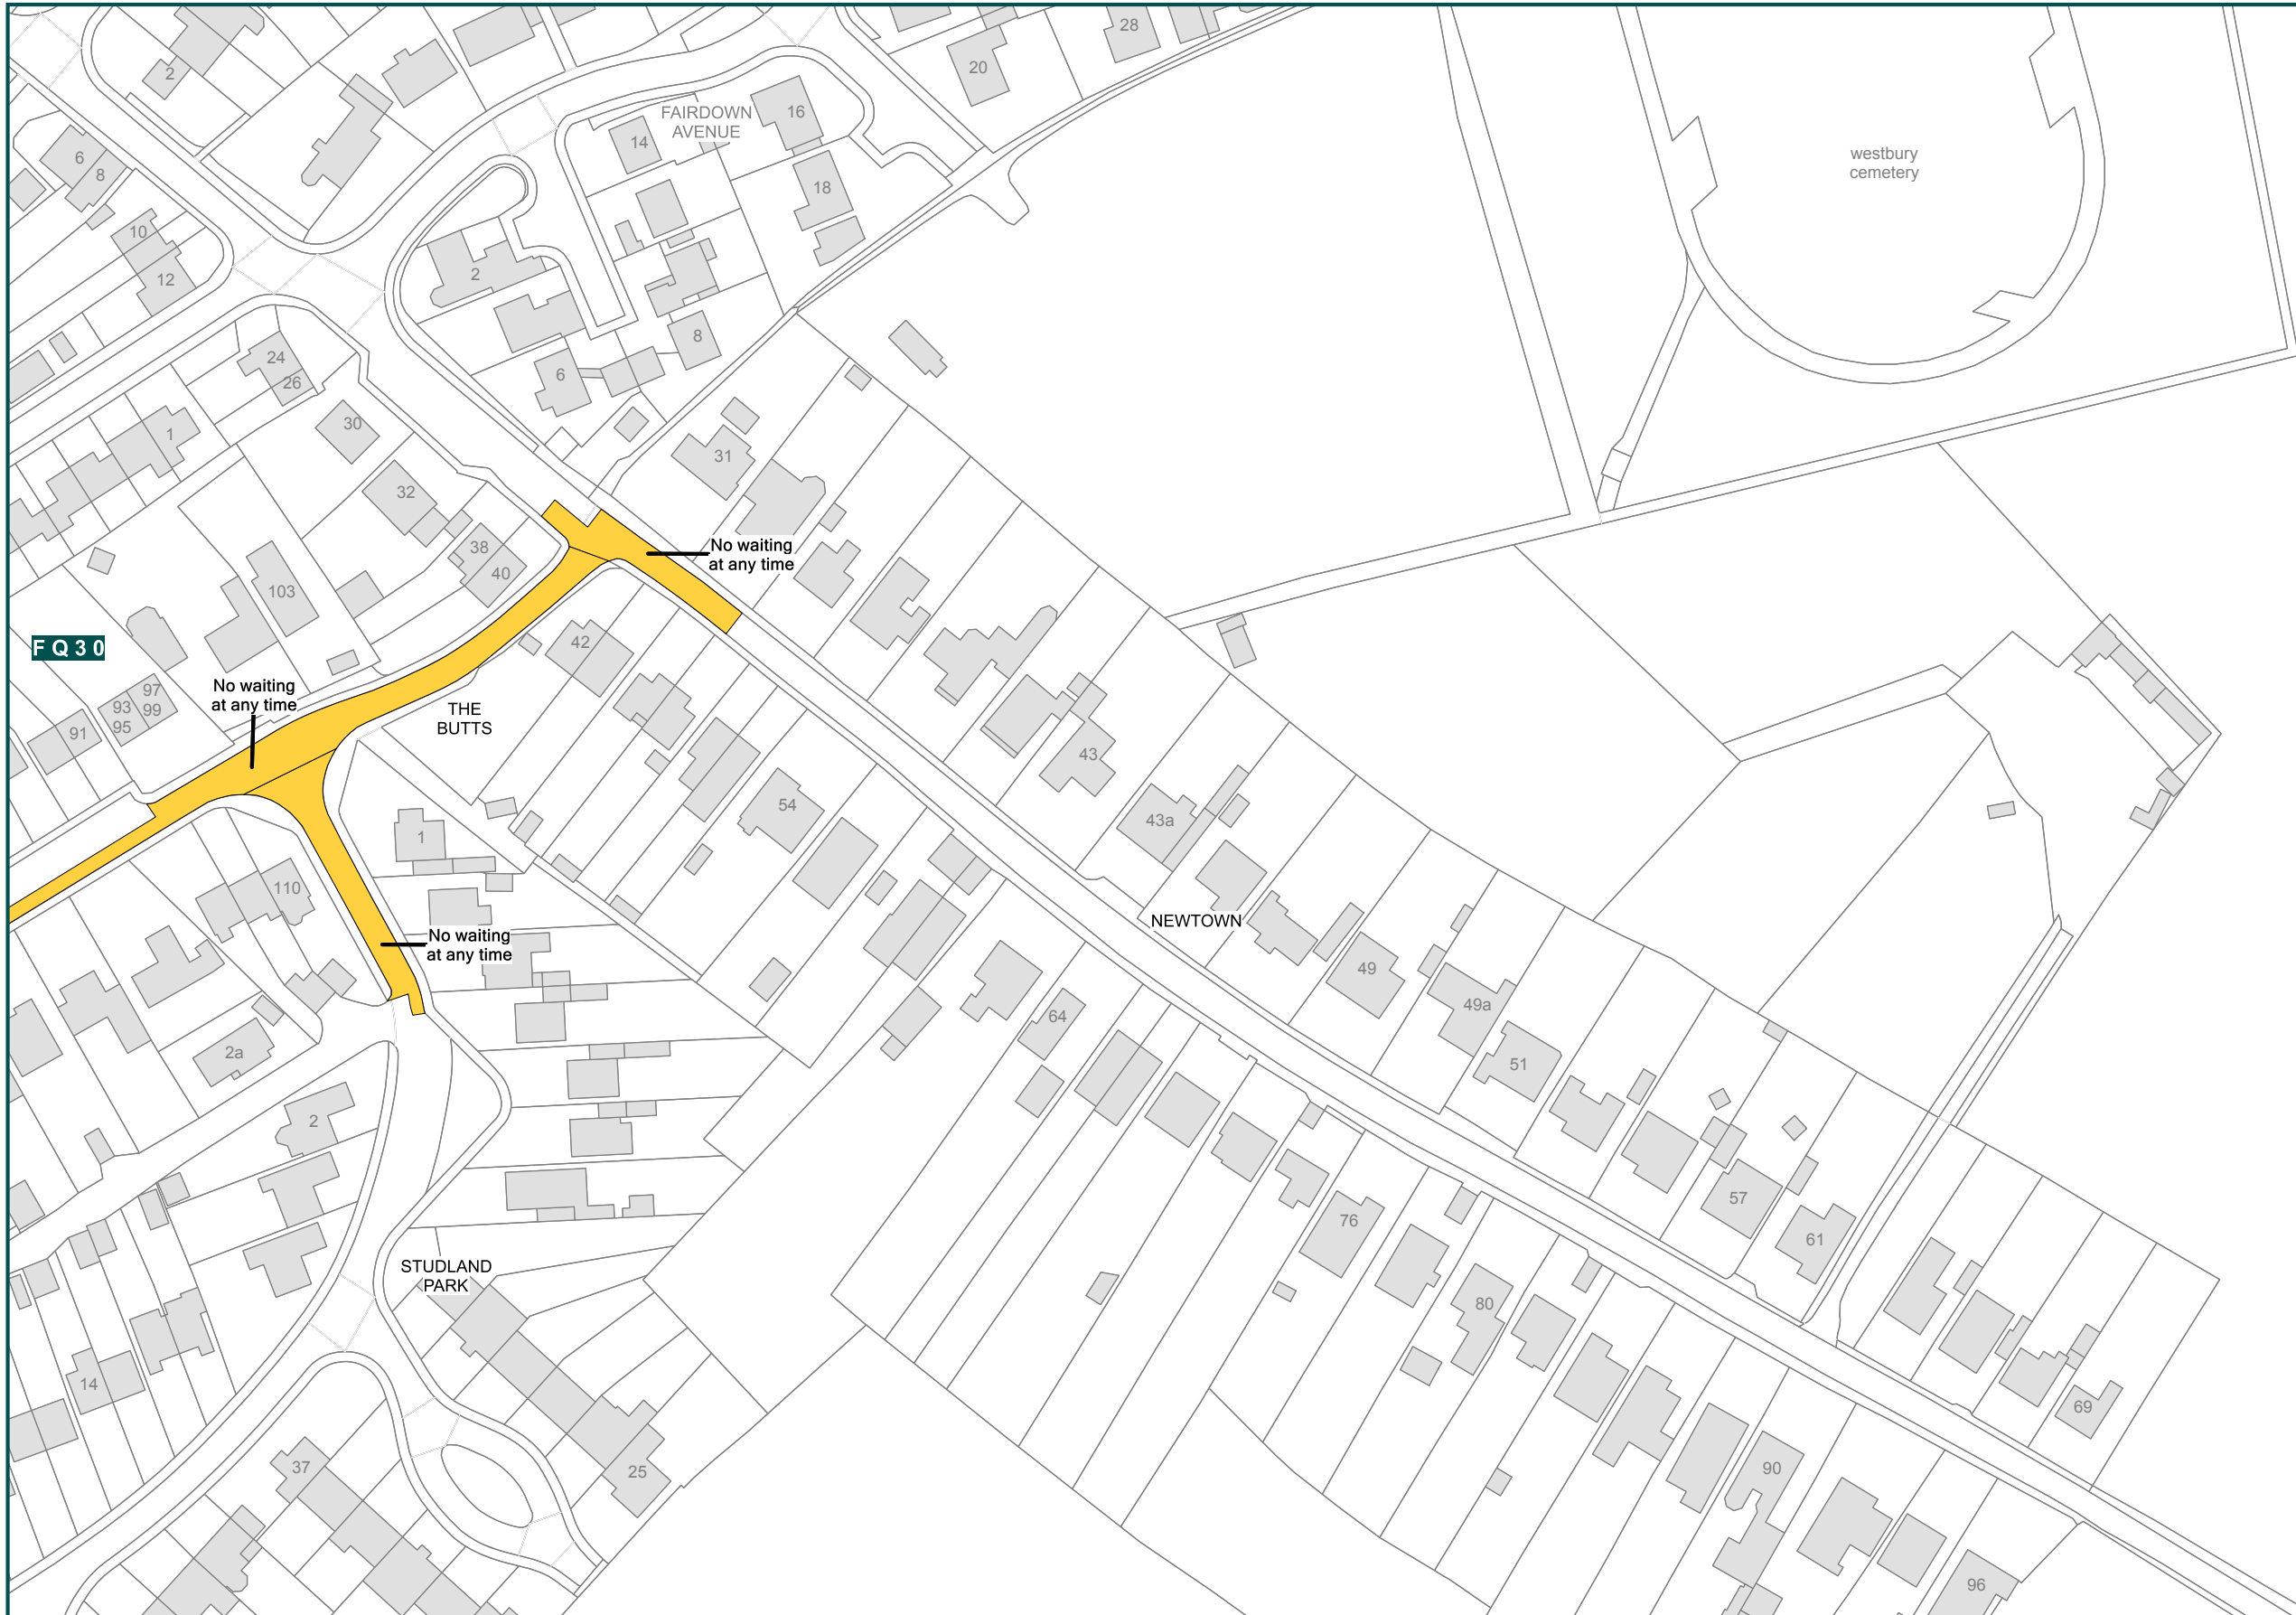 28
20
2
FAIRDOWN
AVENUE
16
14
westbury
cemetery
6
8
18
10
2
12
8
24
6
26
30
1
31
32
38
No waiting
at any time
40
103
42
FQ30
No waiting
at any time
97
93
99
95
91
THE
BUTTS
43
54
43a
1
110
NEWTOWN
No waiting
at any time
49
49a
64
2a
51
2
57
76
61
STUDLAND
PARK
80
14
69
37
25
90
96